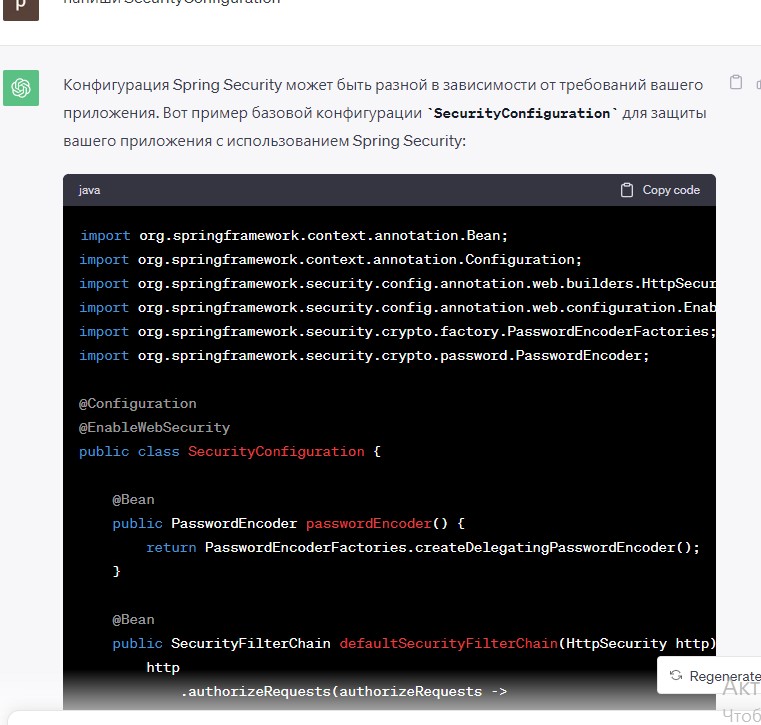 p
напиши SecurityConfiguration
Конфигурация Spring Security может быть разной в зависимости от требований вашего
приложения. Вот пример базовой конфигурации `SecurityConfiguration` для защиты
вашего приложения с использованием Spring Security:
java
Copy code
import org.springframework.context.annotation.Bean;
import org.springframework.context.annotation.Configuration;
import org.springframework.security.config.annotation.web.builders.HttpSecur
import org.springframework.security.config.annotation.web.configuration.Enab
import org.springframework.security.crypto.factory.PasswordEncoderFactories;
import org.springframework.security.crypto.password.PasswordEncoder;
@Configuration
@EnableWebSecurity
public class SecurityConfiguration {
@Bean
public PasswordEncoder passwordEncoder() {
return PasswordEncoderFactories.createDelegatingPasswordEncoder();
}
@Bean
public SecurityFilterChain defaultSecurityFilterChain(HttpSecurity http)
http
.authorizeRequests(authorizeRequests ->
Regenerate
Акт
Чтоб